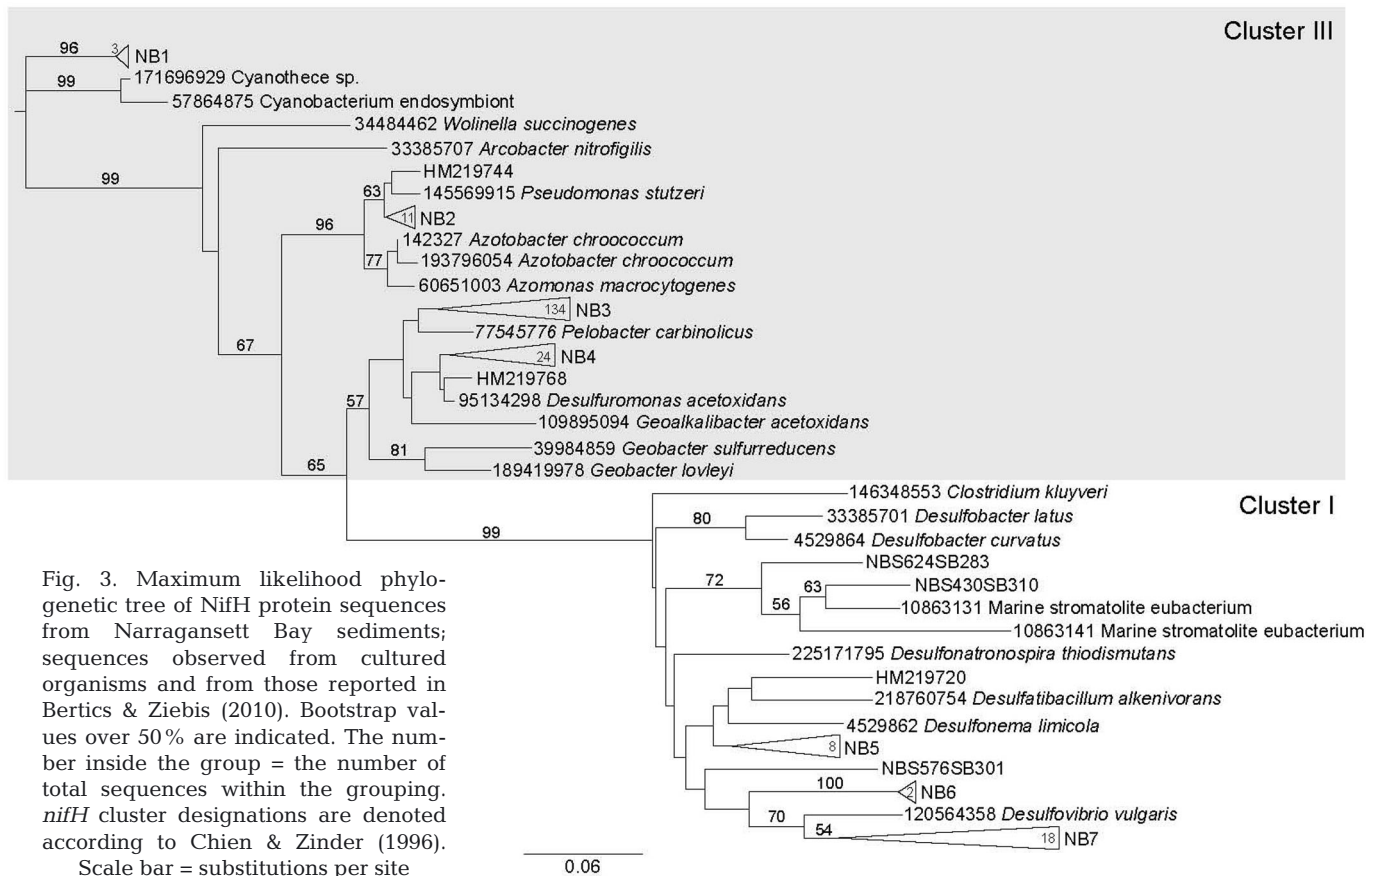 Cluster III
96
3
NB1
99
171696929 Cyanothece sp.
57864875 Cyanobacterium endosymbiont
34484462 Wolinella succinogenes
33385707 Arcobacter nitrofigilis
99
HM219744
63
145569915 Pseudomonas stutzeri
96
11
NB2
142327 Azotobacter chroococcum
77
193796054 Azotobacter chroococcum
60651003 Azomonas macrocytogenes
134
NB3
77545776 Pelobacter carbinolicus
67
24
NB4
HM219768
57
95134298 Desulfuromonas acetoxidans
109895094 Geoalkalibacter acetoxidans
81
39984859 Geobacter sulfurreducens
65
189419978 Geobacter lovleyi
146348553 Clostridium kluyveri
Cluster I
80
33385701 Desulfobacter latus
99
4529864 Desulfobacter curvatus
NBS624SB283
72
63
NBS430SB310
56
10863131 Marine stromatolite eubacterium
10863141 Marine stromatolite eubacterium
225171795 Desulfonatronospira thiodismutans
HM219720
218760754 Desulfatibacillum alkenivorans
4529862 Desulfonema limicola
8
NB5
NBS576SB301
100
2
NB6
70
120564358 Desulfovibrio vulgaris
54
18
NB7
0.06
Fig. 3. Maximum likelihood phylo-
genetic tree of NifH protein sequences
from Narragansett Bay sediments;
sequences observed from cultured
organisms and from those reported in
Bertics & Ziebis (2010). Bootstrap val-
ues over 50% are indicated. The num-
ber inside the group = the number of
total sequences within the grouping.
nifH cluster designations are denoted
according to Chien & Zinder (1996).
Scale bar = substitutions per site